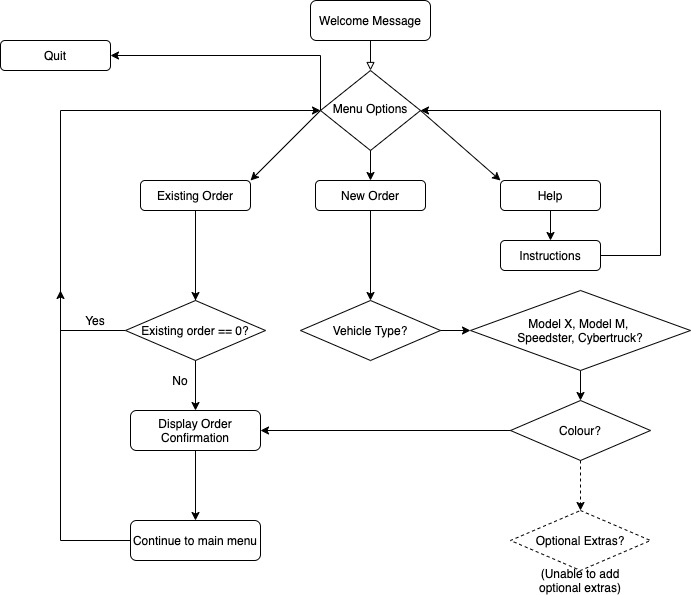 Welcome Message
Quit
Menu Options
Existing Order
New Order
Help
Instructions
Yes
Existing order == 0?
Vehicle Type?
Model X, Model M,
Speedster, Cybertruck?
No
Display Order
Confirmation
Colour?
Continue to main menu
Optional Extras?
(Unable to add
optional extras)